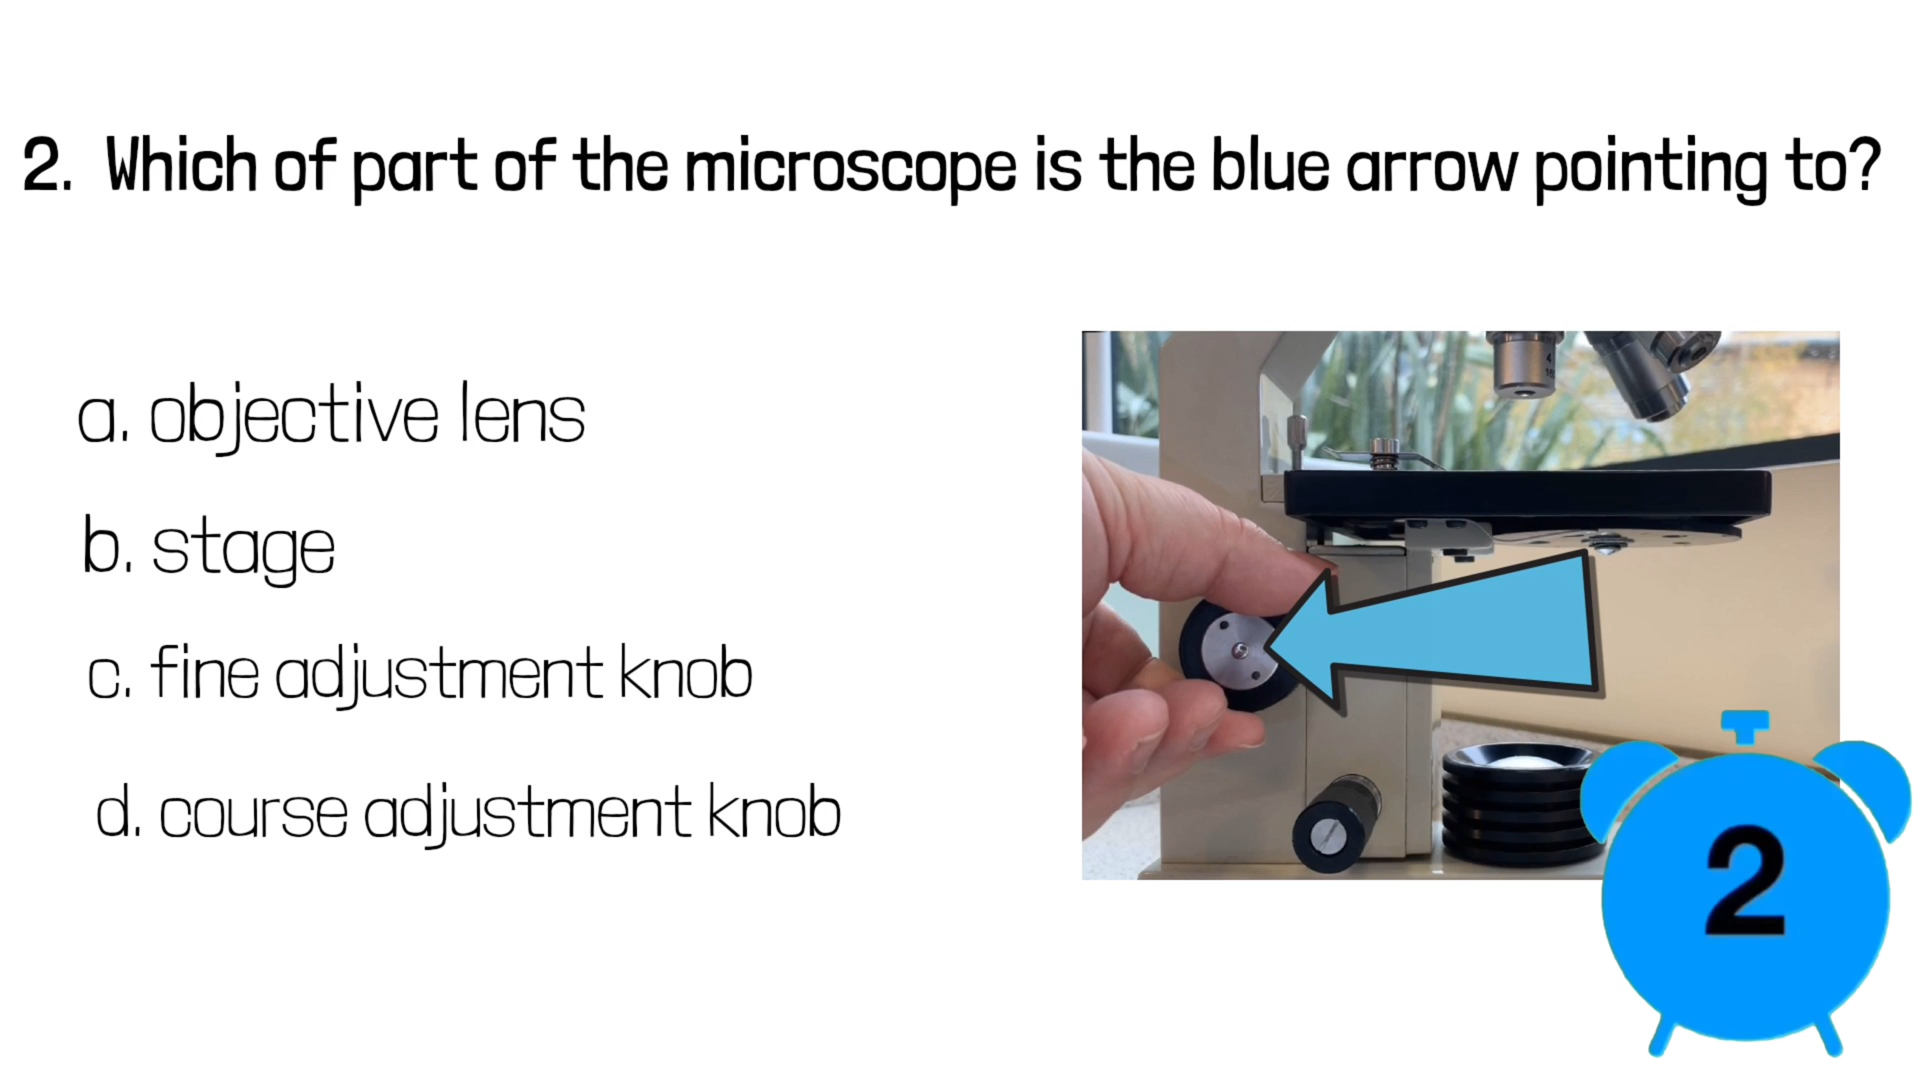 2. Which of part of the microscope is the blue arrow pointing to?
a. objective lens
b. stage
c. fine adjustment knob
d. course adjustment knob
4
2